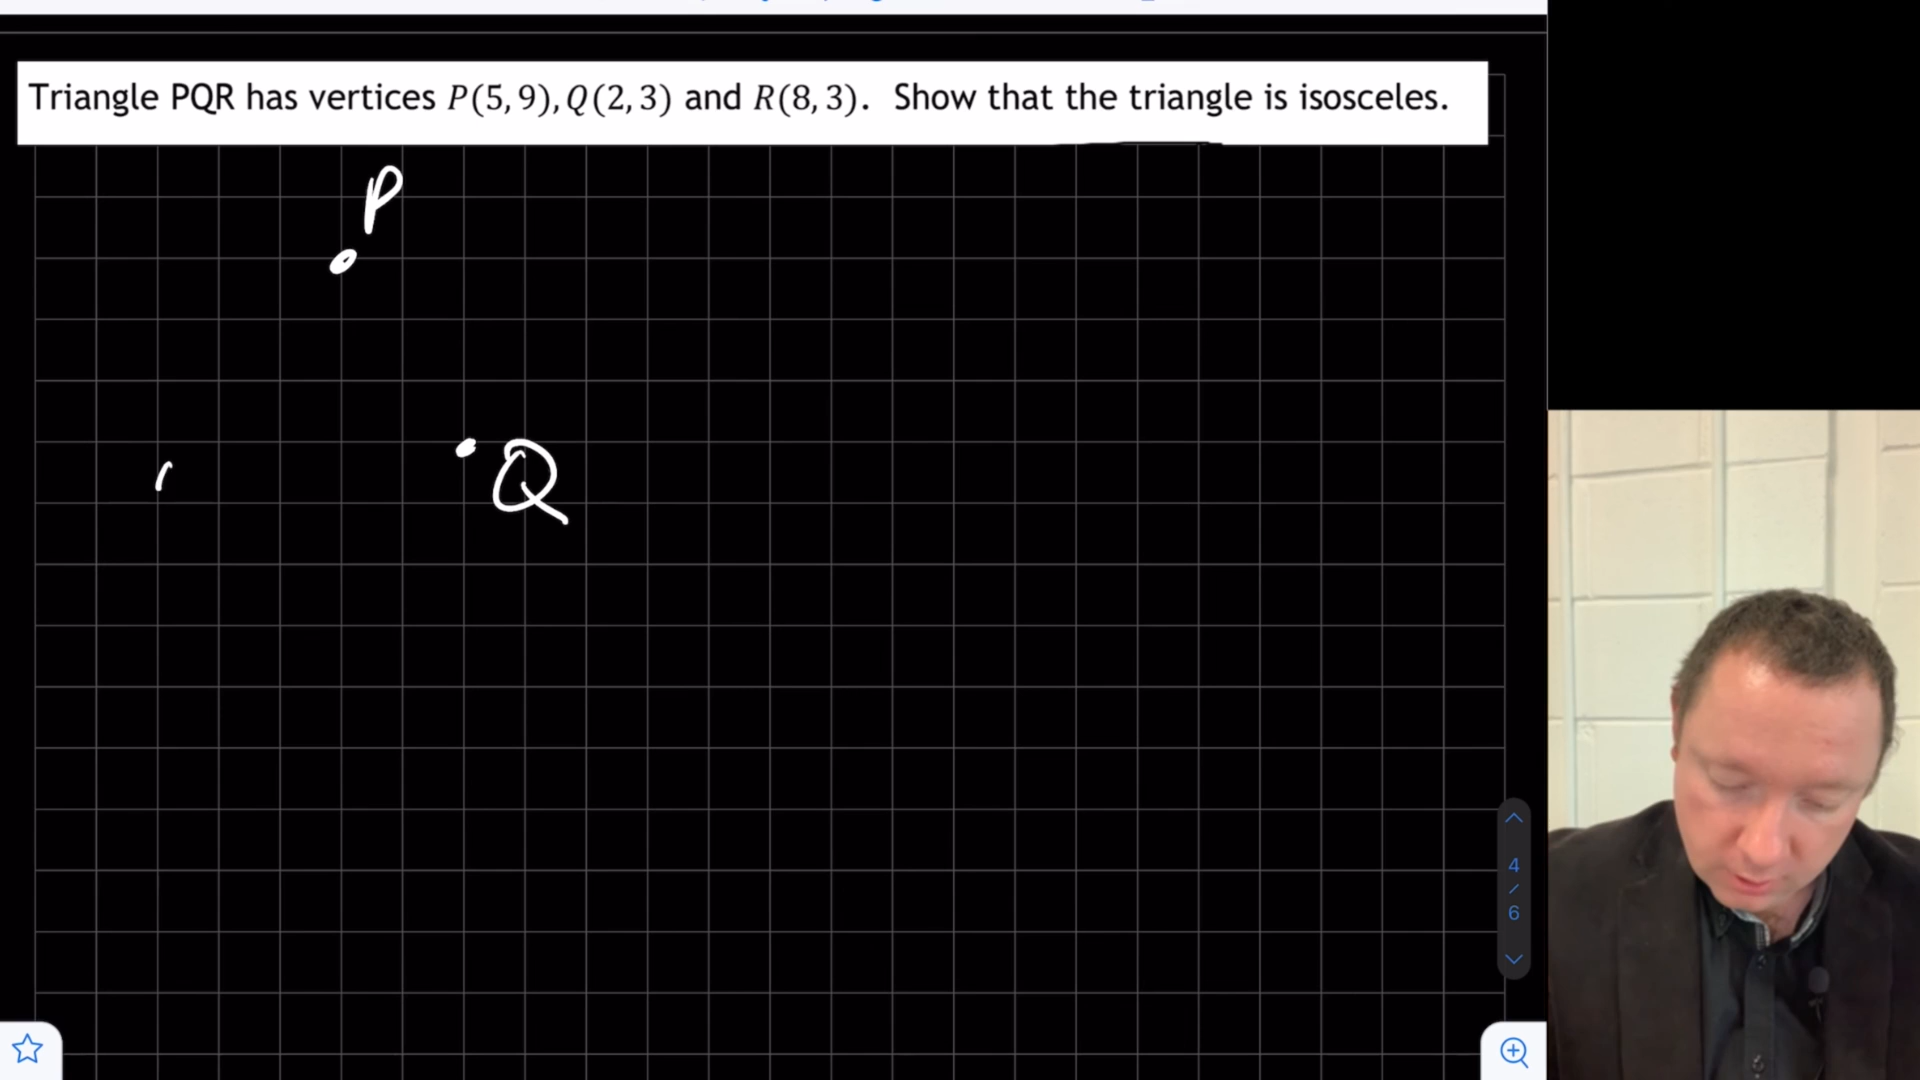 Triangle PQR has vertices P(5, 9), Q(2, 3) and R(8, 3). Show that the triangle is isosceles.
P
Q
4
/
6